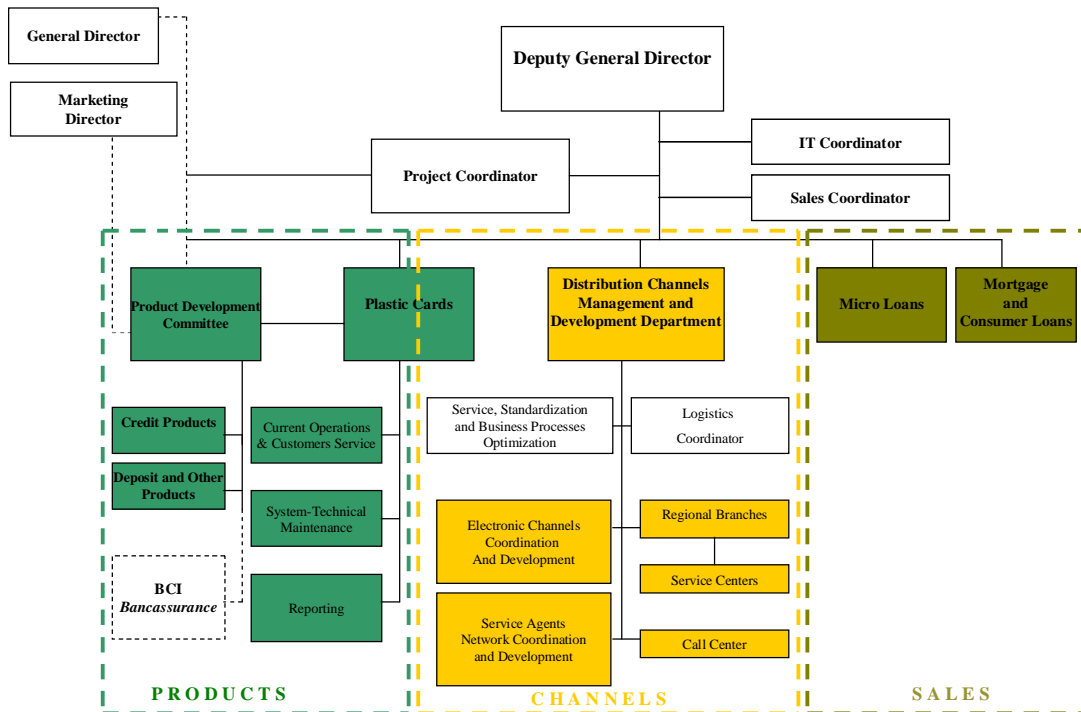 General Director
Deputy General Director
Marketing
Director
IT Coordinator
Project Coordinator
Sales Coordinator
Product Development
Committee
Plastic Cards
Distribution Channels
Management and
Development Department
Micro Loans
Mortgage
and
Consumer Loans
Credit Products
Current Operations
& Customers Service
Service, Standardization
and Business Processes
Optimization
Logistics
Coordinator
Deposit and Other
Products
System-Technical
Maintenance
Electronic Channels
Coordination
And Development
Regional Branches
Service Centers
BCI
Bancassurance
Reporting
Service Agents
Network Coordination
and Development
Call Center
PRODUCTS
CHANNELS
SALES